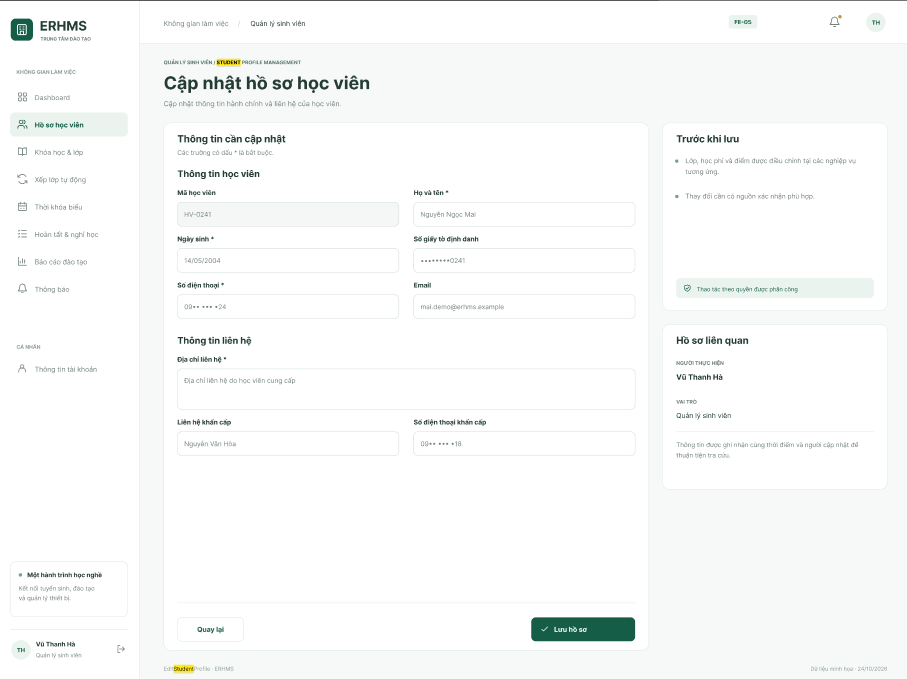 ERHMS
TRUNG TÂM ĐÀO TẠO
KHÔNG GIAN LÀM VIỆC
Dashboard
Hồ sơ học viên
Khóa học & lớp
Xếp lớp tự động
Thời khóa biểu
Hoàn tất & nghỉ học
Báo cáo đào tạo
Thông báo
CÁ NHÂN
Thông tin tài khoản
Một hành trình học nghề
Kết nối tuyển sinh, đào tạo
và quản lý thiết bị.
TH
Vũ Thanh Hà
Quản lý sinh viên
Không gian làm việc / Quản lý sinh viên
FE-05
TH
QUẢN LÝ SINH VIÊN / STUDENT PROFILE MANAGEMENT
Cập nhật hồ sơ học viên
Cập nhật thông tin hành chính và liên hệ của học viên.
Thông tin cần cập nhật
Các trường có dấu * là bắt buộc.
Thông tin học viên
Mã học viên
HV-0241
Họ và tên *
Nguyễn Ngọc Mai
Ngày sinh *
14/05/2004
Số giấy tờ định danh
••••••••0241
Số điện thoại *
09•• ••• •24
Email
mai.demo@erhms.example
Thông tin liên hệ
Địa chỉ liên hệ *
Địa chỉ liên hệ do học viên cung cấp
Liên hệ khẩn cấp
Nguyễn Văn Hòa
Số điện thoại khẩn cấp
09•• ••• •18
Quay lại
Lưu hồ sơ
Trước khi lưu
Lớp, học phí và điểm được điều chỉnh tại các nghiệp vụ
tương ứng.
Thay đổi cần có nguồn xác nhận phù hợp.
Thao tác theo quyền được phân công
Hồ sơ liên quan
NGƯỜI THỰC HIỆN
Vũ Thanh Hà
VAI TRÒ
Quản lý sinh viên
Thông tin được ghi nhận cùng thời điểm và người cập nhật để
thuận tiện tra cứu.
Edit Student Profile · ERHMS
Dữ liệu minh họa · 24/10/2026